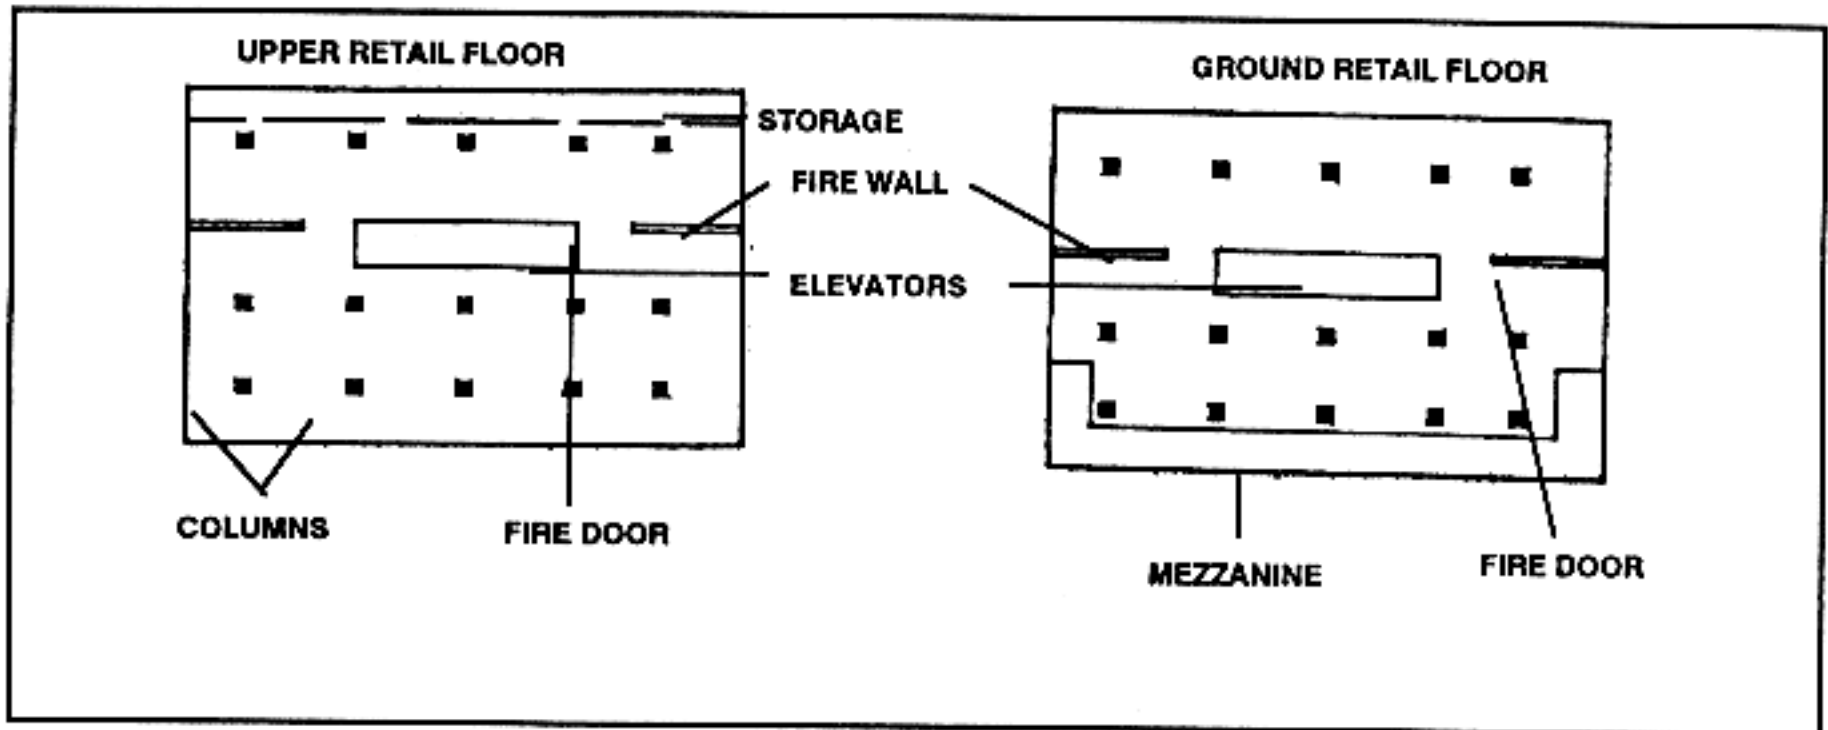 UPPER RETAIL FLOOR
GROUND RETAIL FLOOR
STORAGE
FIRE WALL
ELEVATORS
COLUMNS
FIRE DOOR
MEZZANINE
FIRE DOOR